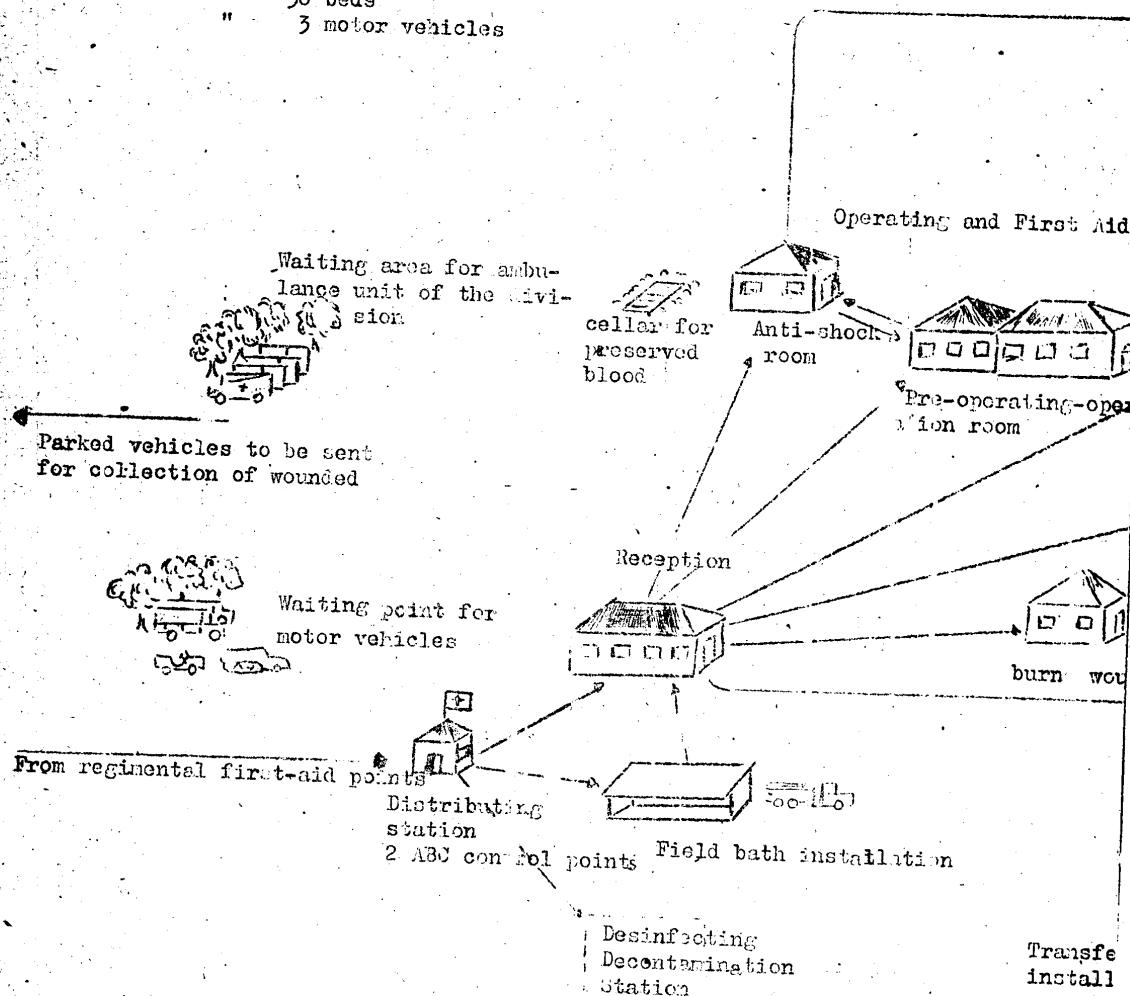 beds
" 3 motor vehicles
Operating and First Aid
Waiting area for ambu-
lance unit of the divi-
sion
cellar for
preserved
blood
Anti-shock
room
Pre-operating-oper
ation room
Parked vehicles to be sent
for collection of wounded
Reception
Waiting point for
motor vehicles
burn wou
From regimental first-aid points
Distributing
station
2 ABC control points
Field bath installation
Desinfecting
Decontamination
Station
Transfe
install